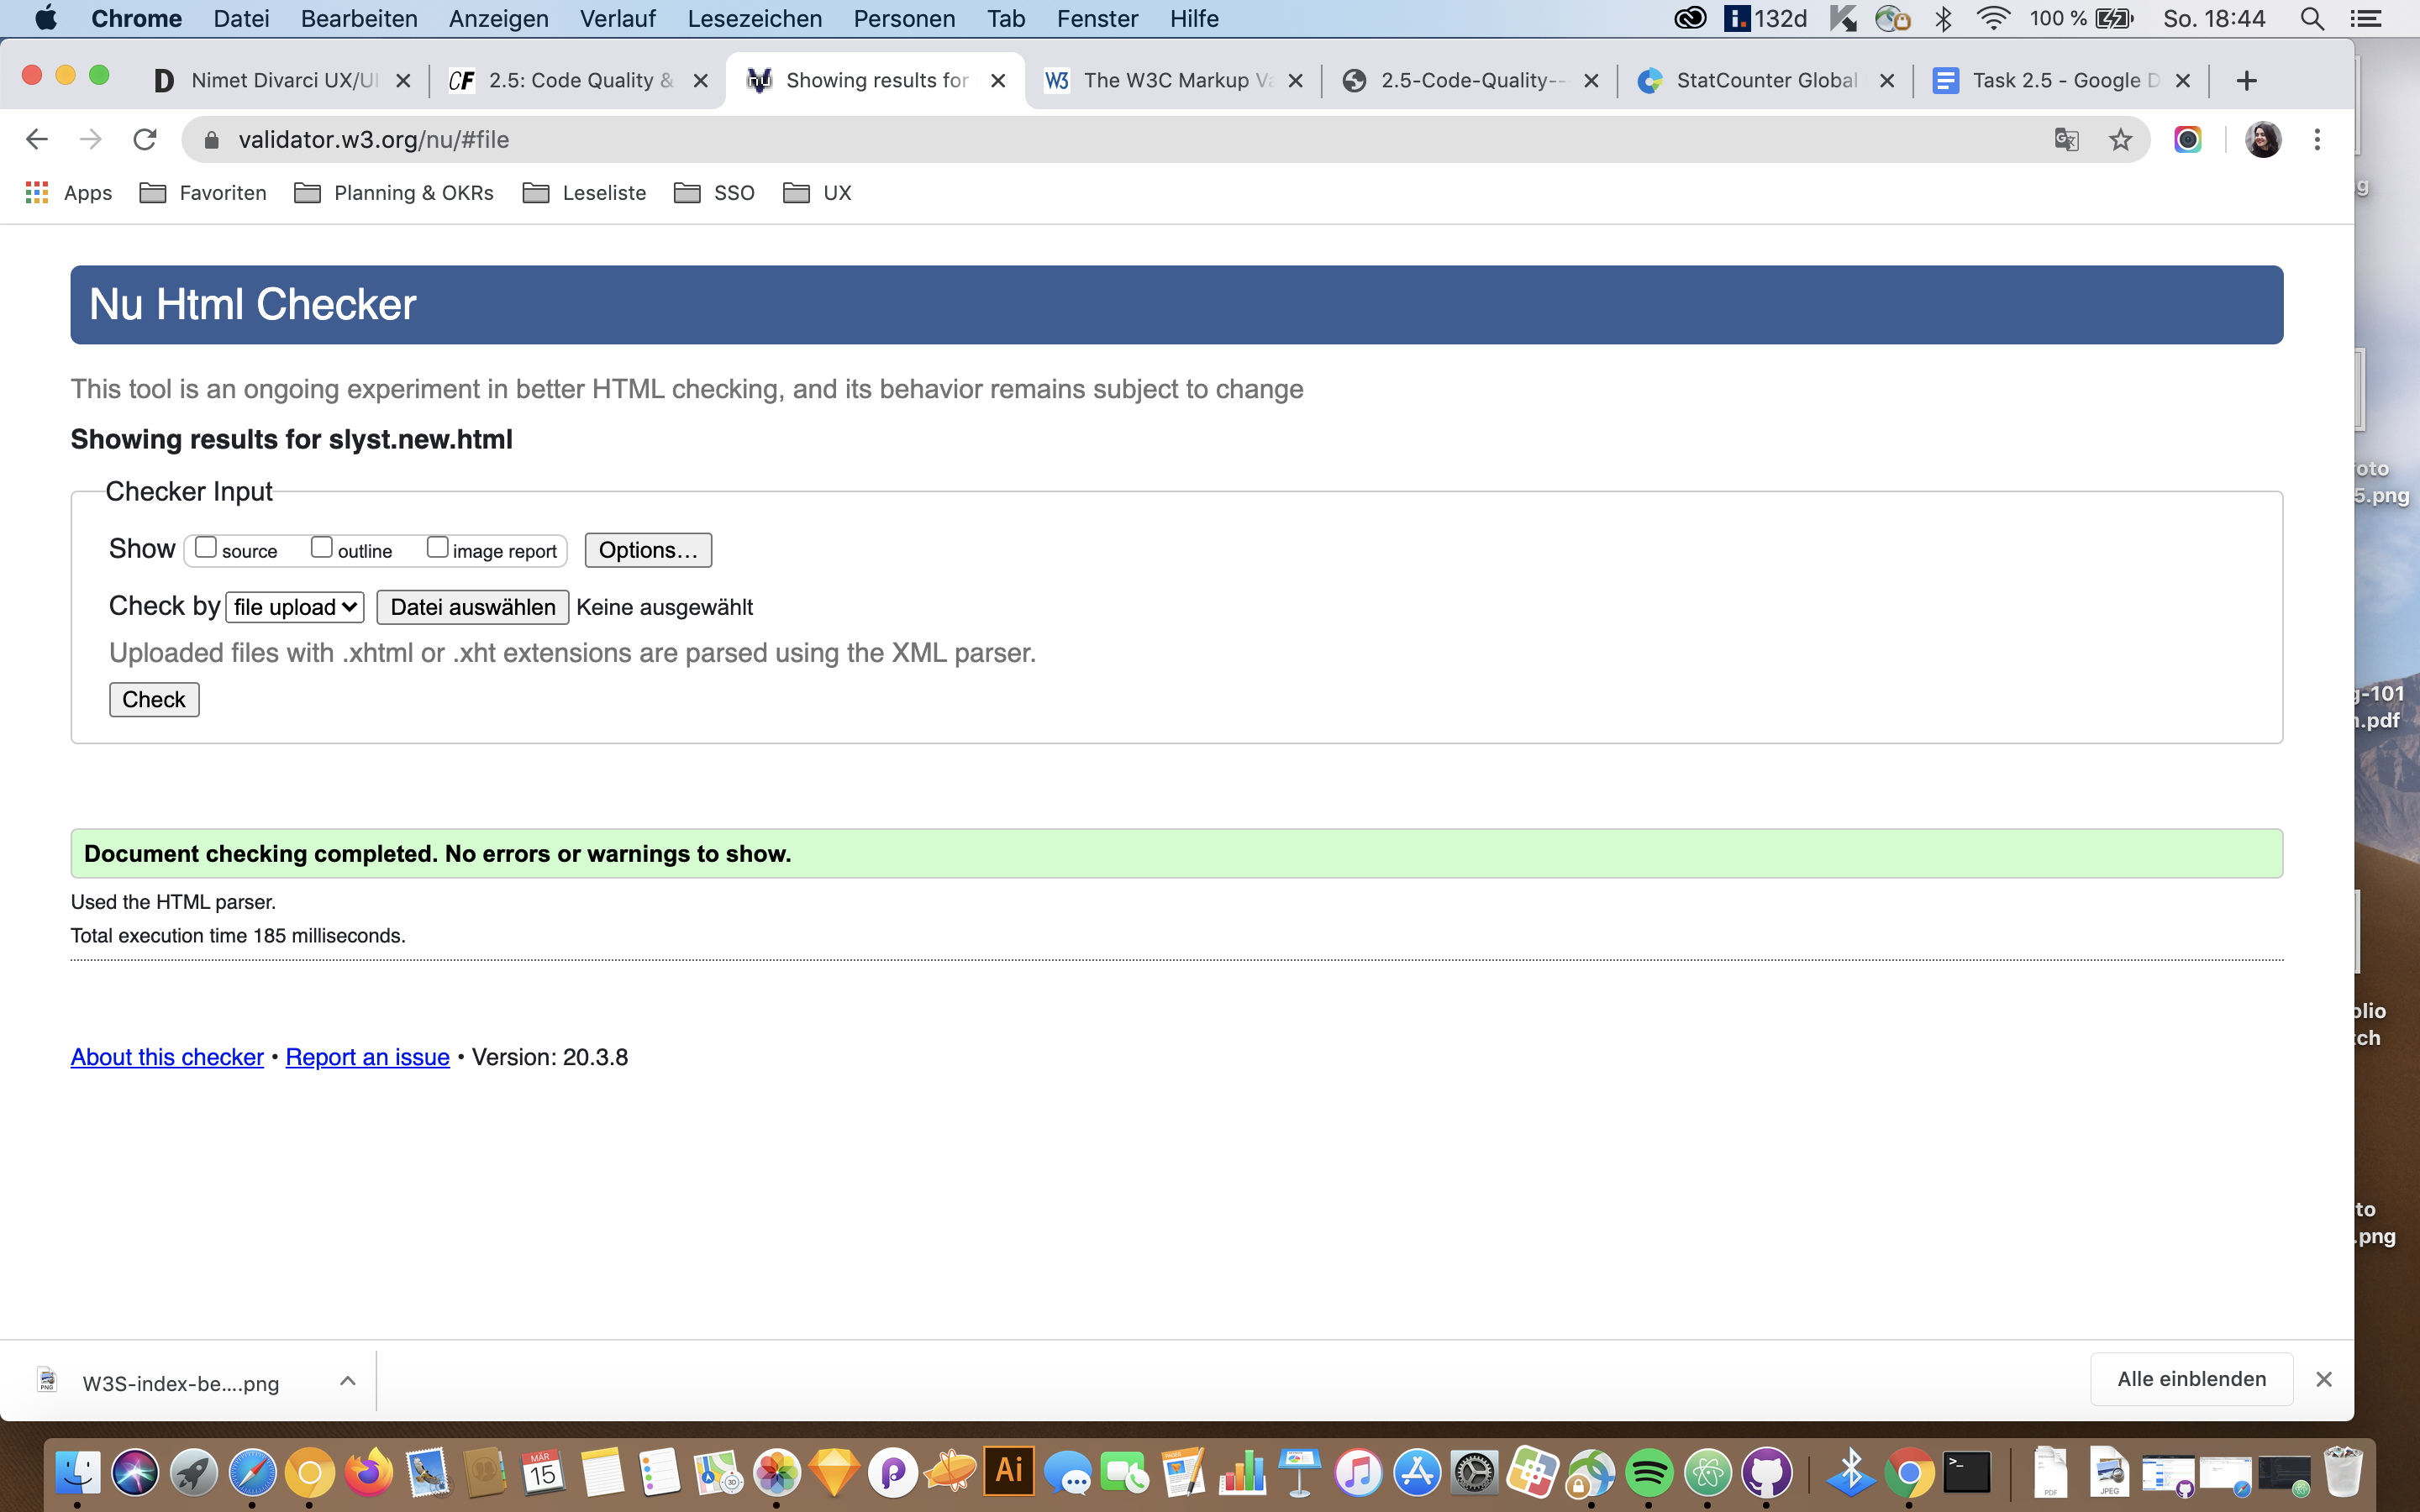 Chrome Datei Bearbeiten Anzeigen Verlauf Lesezeichen Personen Tab Fenster Hilfe 132d 100 % So. 18:44
Nimet Divarci UX/UI 2.5: Code Quality & Showing results for The W3C Markup Va 2.5-Code-Quality-- StatCounter Global Task 2.5 - Google D
validator.w3.org/nu/#file
Apps Favoriten Planning & OKRs Leseliste SSO UX
Nu Html Checker
This tool is an ongoing experiment in better HTML checking, and its behavior remains subject to change
Showing results for slyst.new.html
Checker Input
Show source outline image report Options...
Check by file upload Datei auswählen Keine ausgewählt
Uploaded files with .xhtml or .xht extensions are parsed using the XML parser.
Check
Document checking completed. No errors or warnings to show.
Used the HTML parser.
Total execution time 185 milliseconds.
About this checker • Report an issue • Version: 20.3.8
W3S-index-be....png Alle einblenden
oto
5.png
g-101
n.pdf
olio
tch
to
.png
MÄR
15
Ai
PDF
JPEG